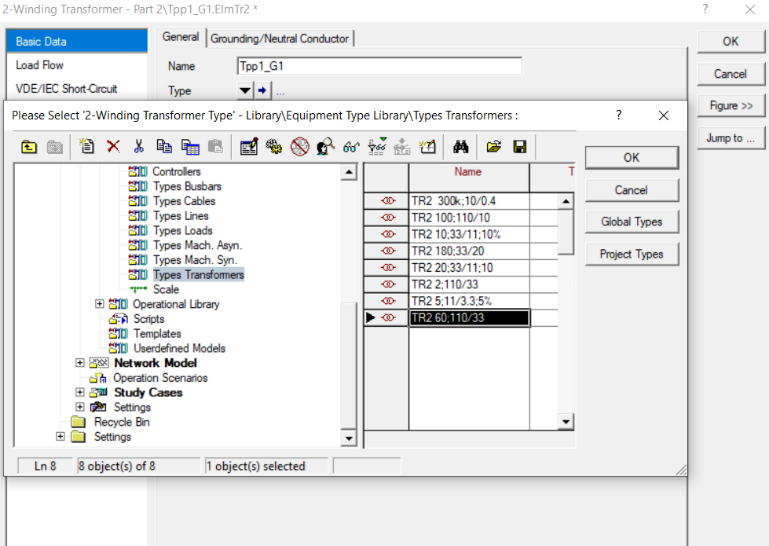 2-Winding Transformer - Part 2\Tpp1_G1.ElmTr2 *
?
Basic Data
Load Flow
VDE/IEC Short-Circuit
General
Grounding/Neutral Conductor
Name
Tpp1_G1
Type
...
OK
Cancel
Figure >>
Jump to ...
Please Select '2-Winding Transformer Type' - Library\Equipment Type Library\Types Transformers :
?
Controllers
Types Busbars
Types Cables
Types Lines
Types Loads
Types Mach. Asyn.
Types Mach. Syn.
Types Transformers
Scale
Operational Library
Scripts
Templates
Userdefined Models
Network Model
Operation Scenarios
Study Cases
Settings
Recycle Bin
Settings
Name
T
TR2 300k;10/0.4
TR2 100;110/10
TR2 10;33/11;10%
TR2 180;33/20
TR2 20;33/11;10
TR2 2;110/33
TR2 5;11/3.3;5%
TR2 60;110/33
OK
Cancel
Global Types
Project Types
Ln 8
8 object(s) of 8
1 object(s) selected